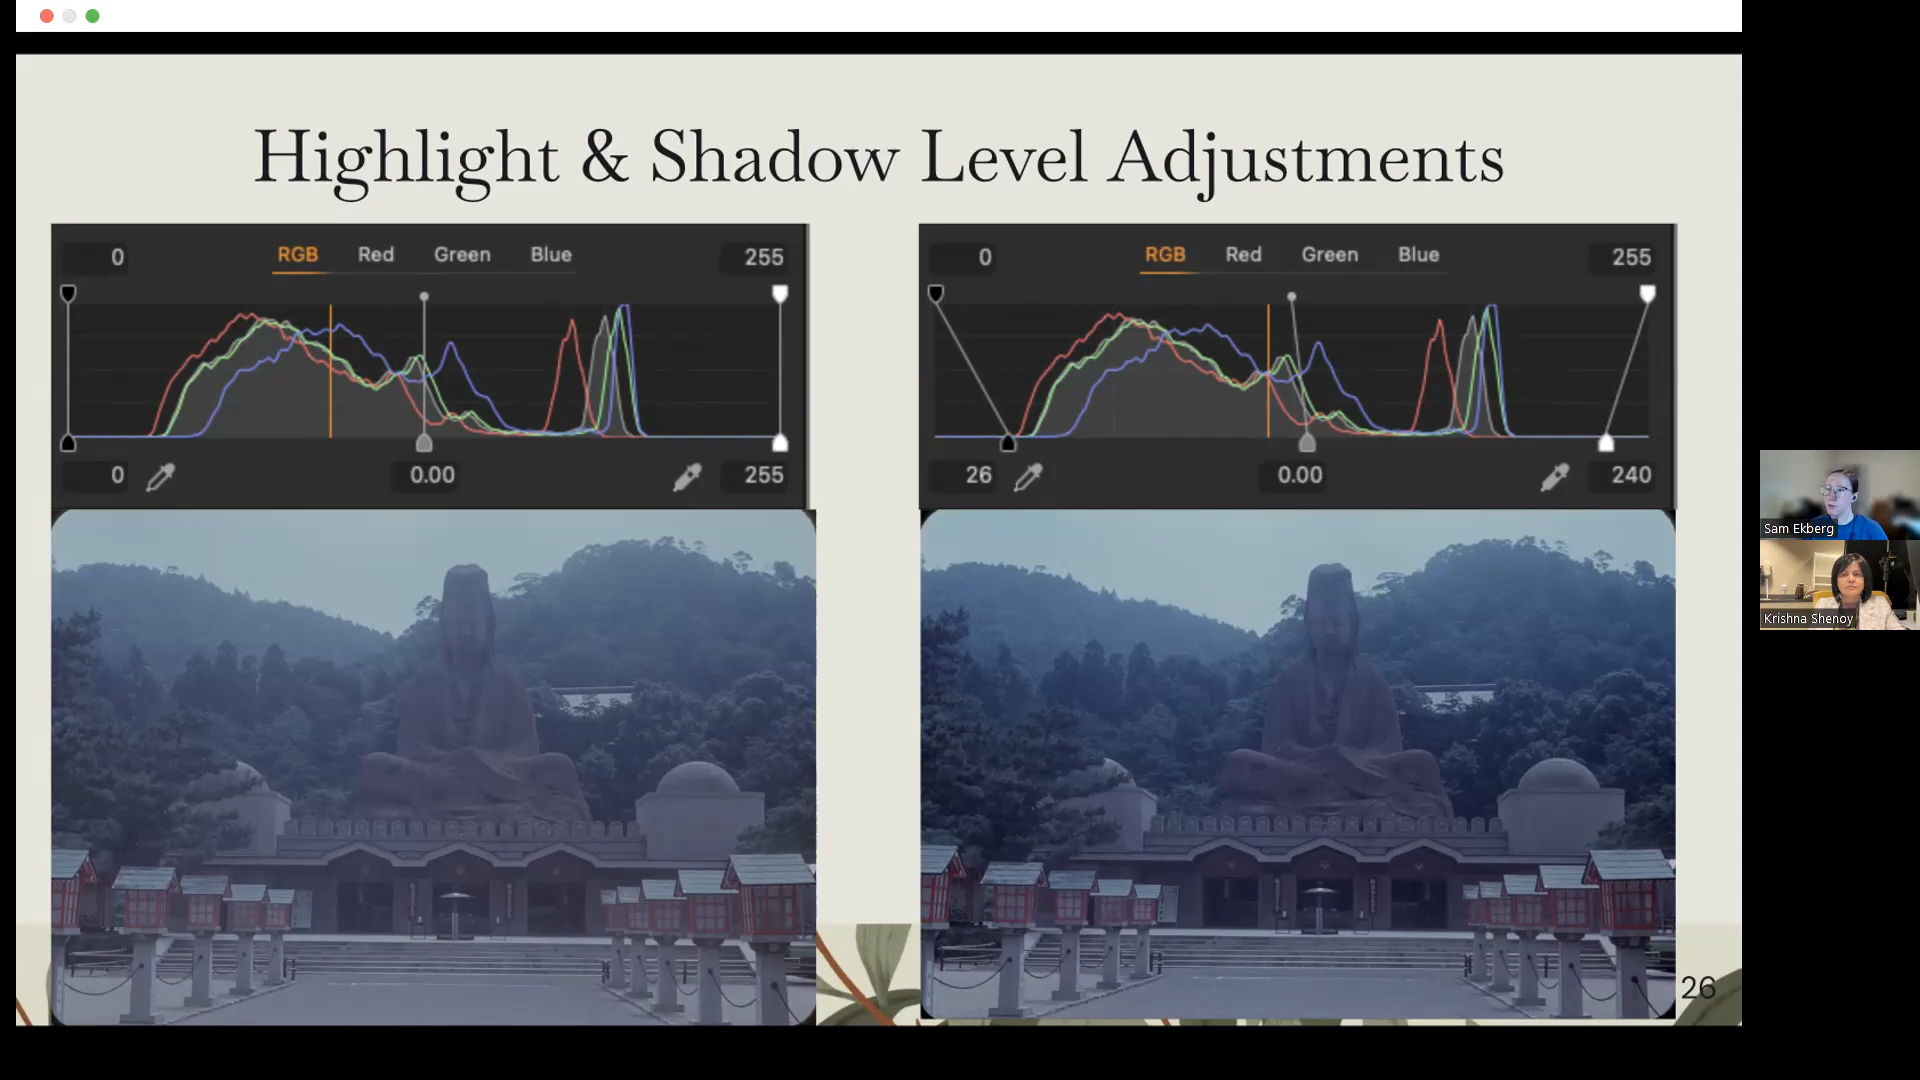 Highlight & Shadow Level Adjustments
0 RGB Red Green Blue 255
0 0.00 255
0 RGB Red Green Blue 255
26 0.00 240
Sam Ekberg
Krishna Shenoy
26